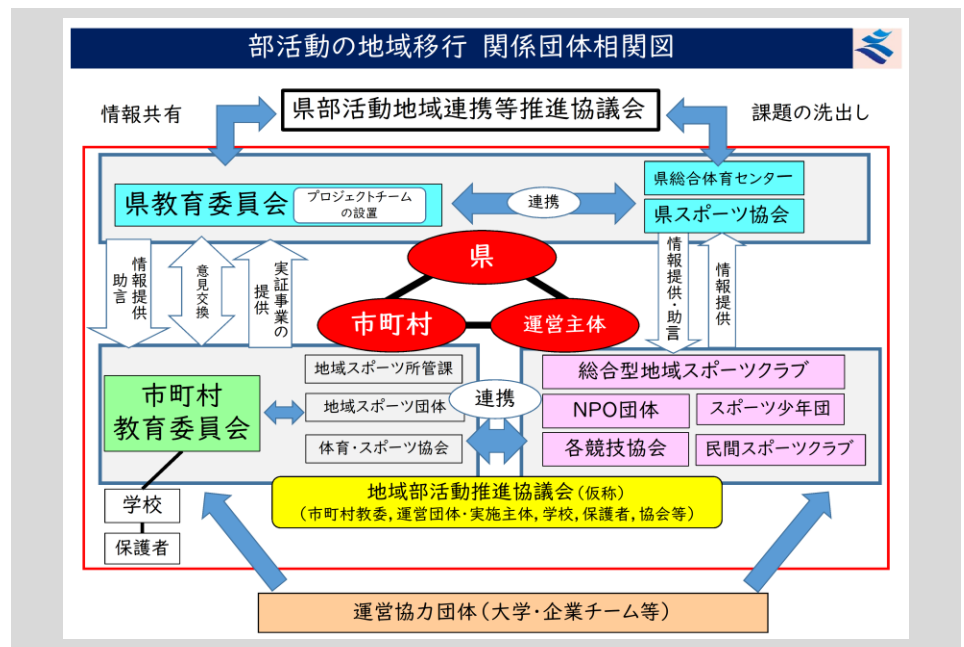 部活動の地域移行 関係団体相関図
情報共有
県部活動地域連携等推進協議会
課題の洗出し
県教育委員会
プロジェクトチーム
の設置
連携
県総合体育センター
県スポーツ協会
県
市町村
運営主体
情報提供
助言
意見交換
実証事業の
提供
情報提供・助言
情報提供
市町村
教育委員会
地域スポーツ所管課
地域スポーツ団体
体育・スポーツ協会
連携
総合型地域スポーツクラブ
NPO団体
スポーツ少年団
各競技協会
民間スポーツクラブ
学校
保護者
地域部活動推進協議会(仮称)
(市町村教委,運営団体・実施主体,学校,保護者,協会等)
運営協力団体(大学・企業チーム等)